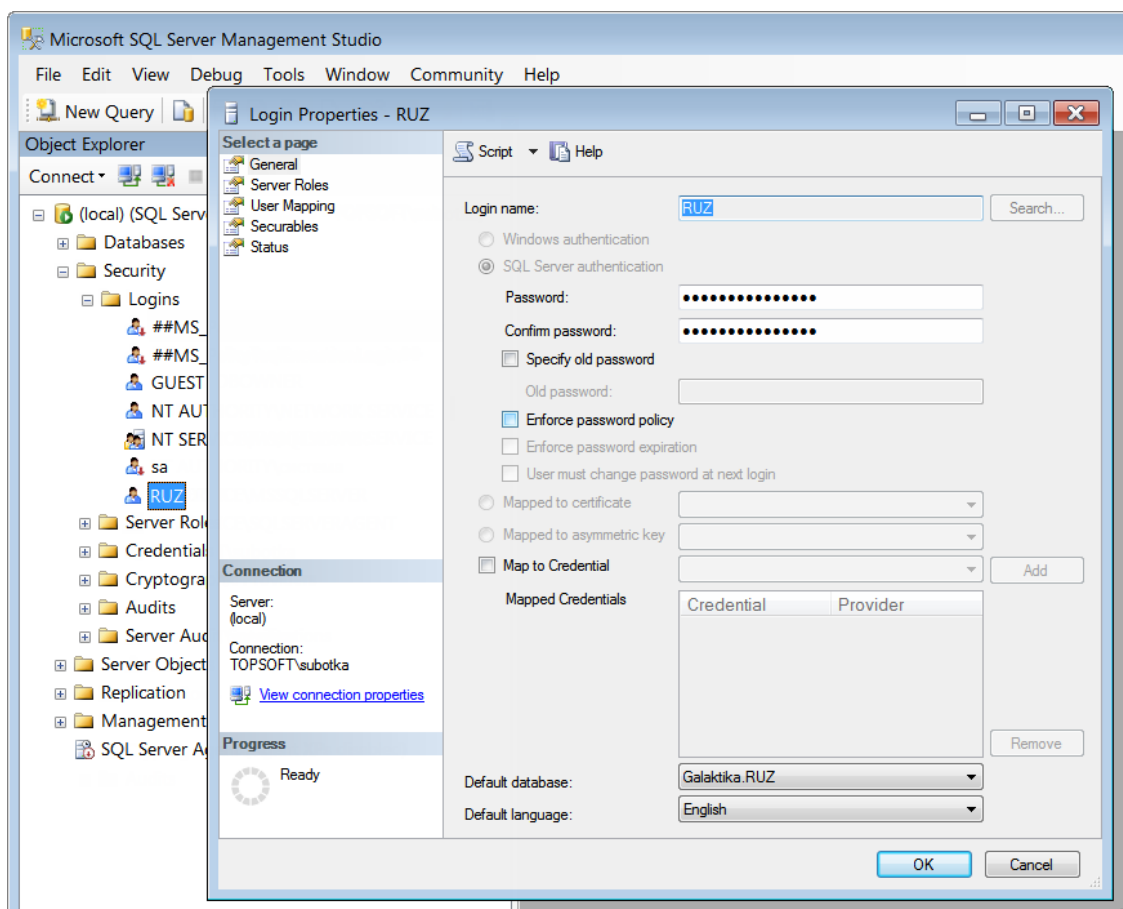 Microsoft SQL Server Management Studio
File Edit View Debug Tools Window Community Help
New Query
Object Explorer
Connect
(local) (SQL Serv
Databases
Security
Logins
##MS_
##MS_
GUEST
NT AUT
NT SER
sa
RUZ
Server Role
Credential
Cryptogra
Audits
Server Aud
Server Object
Replication
Management
SQL Server Ag
Login Properties - RUZ
Select a page
General
Server Roles
User Mapping
Securables
Status
Connection
Server:
(local)
Connection:
TOPSOFT\subotka
View connection properties
Progress
Ready
Script Help
Login name: RUZ Search...
Windows authentication
SQL Server authentication
Password: ●●●●●●●●●●●●●●●
Confirm password: ●●●●●●●●●●●●●●●
Specify old password
Old password:
Enforce password policy
Enforce password expiration
User must change password at next login
Mapped to certificate
Mapped to asymmetric key
Map to Credential Add
Mapped Credentials Credential Provider
Remove
Default database: Galaktika.RUZ
Default language: English
OK Cancel